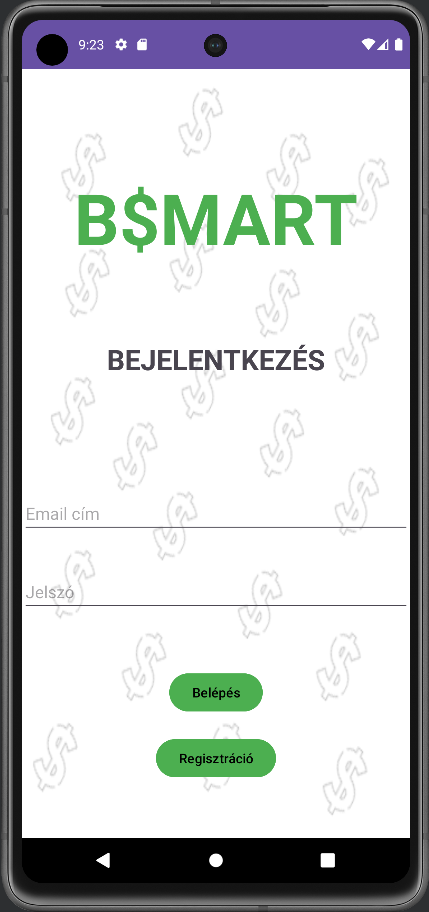 9:23
B$MART
BEJELENTKEZÉS
Email cím
Jelszó
Belépés
Regisztráció